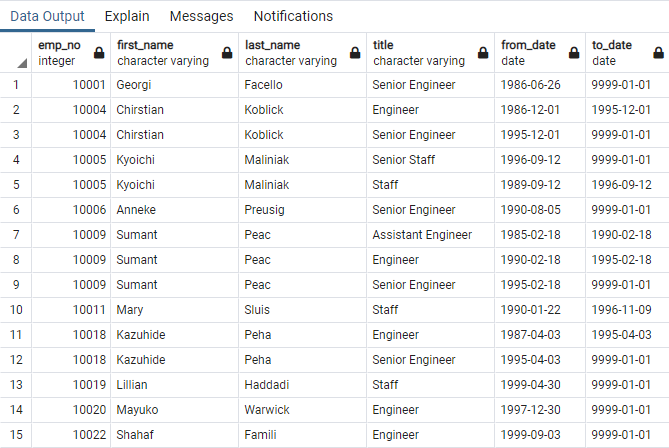 Data Output Explain Messages Notifications
emp_no first_name last_name title from_date to_date
integer character varying character varying character varying date date
1 10001 Georgi Facello Senior Engineer 1986-06-26 9999-01-01
2 10004 Chirstian Koblick Engineer 1986-12-01 1995-12-01
3 10004 Chirstian Koblick Senior Engineer 1995-12-01 9999-01-01
4 10005 Kyoichi Maliniak Senior Staff 1996-09-12 9999-01-01
5 10005 Kyoichi Maliniak Staff 1989-09-12 1996-09-12
6 10006 Anneke Preusig Senior Engineer 1990-08-05 9999-01-01
7 10009 Sumant Peac Assistant Engineer 1985-02-18 1990-02-18
8 10009 Sumant Peac Engineer 1990-02-18 1995-02-18
9 10009 Sumant Peac Senior Engineer 1995-02-18 9999-01-01
10 10011 Mary Sluis Staff 1990-01-22 1996-11-09
11 10018 Kazuhide Peha Engineer 1987-04-03 1995-04-03
12 10018 Kazuhide Peha Senior Engineer 1995-04-03 9999-01-01
13 10019 Lillian Haddadi Staff 1999-04-30 9999-01-01
14 10020 Mayuko Warwick Engineer 1997-12-30 9999-01-01
15 10022 Shahaf Famili Engineer 1999-09-03 9999-01-01